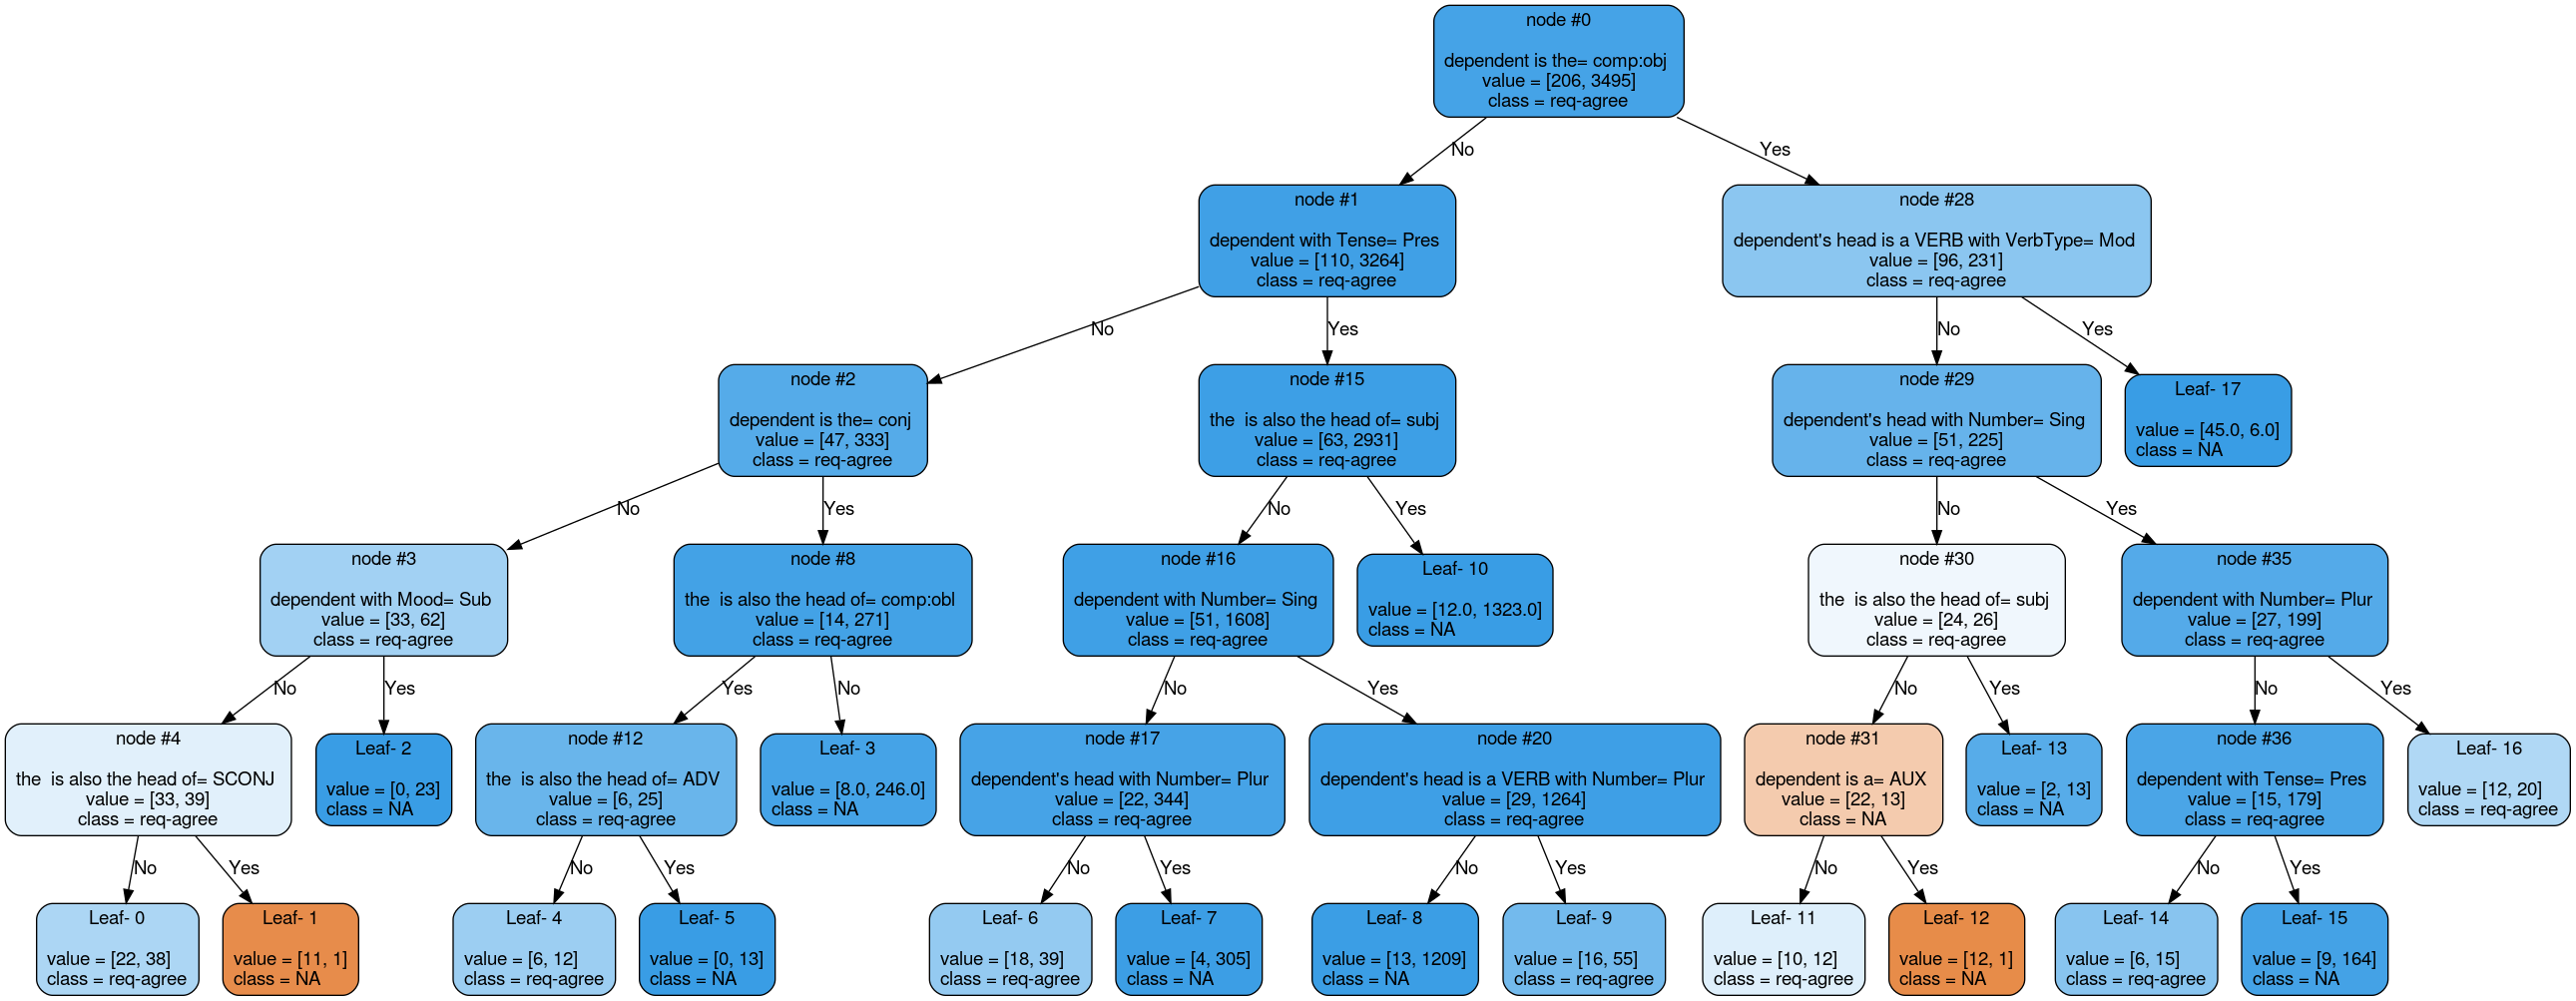 node #0
dependent is the= comp:obj
value = [206, 3495]
class = req-agree
No
Yes
node #1
dependent with Tense= Pres
value = [110, 3264]
class = req-agree
node #28
dependent's head is a VERB with VerbType= Mod
value = [96, 231]
class = req-agree
No
Yes
No
Yes
node #2
dependent is the= conj
value = [47, 333]
class = req-agree
node #15
the  is also the head of= subj
value = [63, 2931]
class = req-agree
node #29
dependent's head with Number= Sing
value = [51, 225]
class = req-agree
Leaf- 17
value = [45.0, 6.0]
class = NA
No
Yes
No
Yes
No
Yes
node #3
dependent with Mood= Sub
value = [33, 62]
class = req-agree
node #8
the  is also the head of= comp:obl
value = [14, 271]
class = req-agree
node #16
dependent with Number= Sing
value = [51, 1608]
class = req-agree
Leaf- 10
value = [12.0, 1323.0]
class = NA
node #30
the  is also the head of= subj
value = [24, 26]
class = req-agree
node #35
dependent with Number= Plur
value = [27, 199]
class = req-agree
No
Yes
Yes
No
No
Yes
No
Yes
No
Yes
node #4
the  is also the head of= SCONJ
value = [33, 39]
class = req-agree
Leaf- 2
value = [0, 23]
class = NA
node #12
the  is also the head of= ADV
value = [6, 25]
class = req-agree
Leaf- 3
value = [8.0, 246.0]
class = NA
node #17
dependent's head with Number= Plur
value = [22, 344]
class = req-agree
node #20
dependent's head is a VERB with Number= Plur
value = [29, 1264]
class = req-agree
node #31
dependent is a= AUX
value = [22, 13]
class = NA
Leaf- 13
value = [2, 13]
class = NA
node #36
dependent with Tense= Pres
value = [15, 179]
class = req-agree
Leaf- 16
value = [12, 20]
class = req-agree
No
Yes
No
Yes
No
Yes
No
Yes
No
Yes
No
Yes
Leaf- 0
value = [22, 38]
class = req-agree
Leaf- 1
value = [11, 1]
class = NA
Leaf- 4
value = [6, 12]
class = req-agree
Leaf- 5
value = [0, 13]
class = NA
Leaf- 6
value = [18, 39]
class = req-agree
Leaf- 7
value = [4, 305]
class = NA
Leaf- 8
value = [13, 1209]
class = NA
Leaf- 9
value = [16, 55]
class = req-agree
Leaf- 11
value = [10, 12]
class = req-agree
Leaf- 12
value = [12, 1]
class = NA
Leaf- 14
value = [6, 15]
class = req-agree
Leaf- 15
value = [9, 164]
class = NA